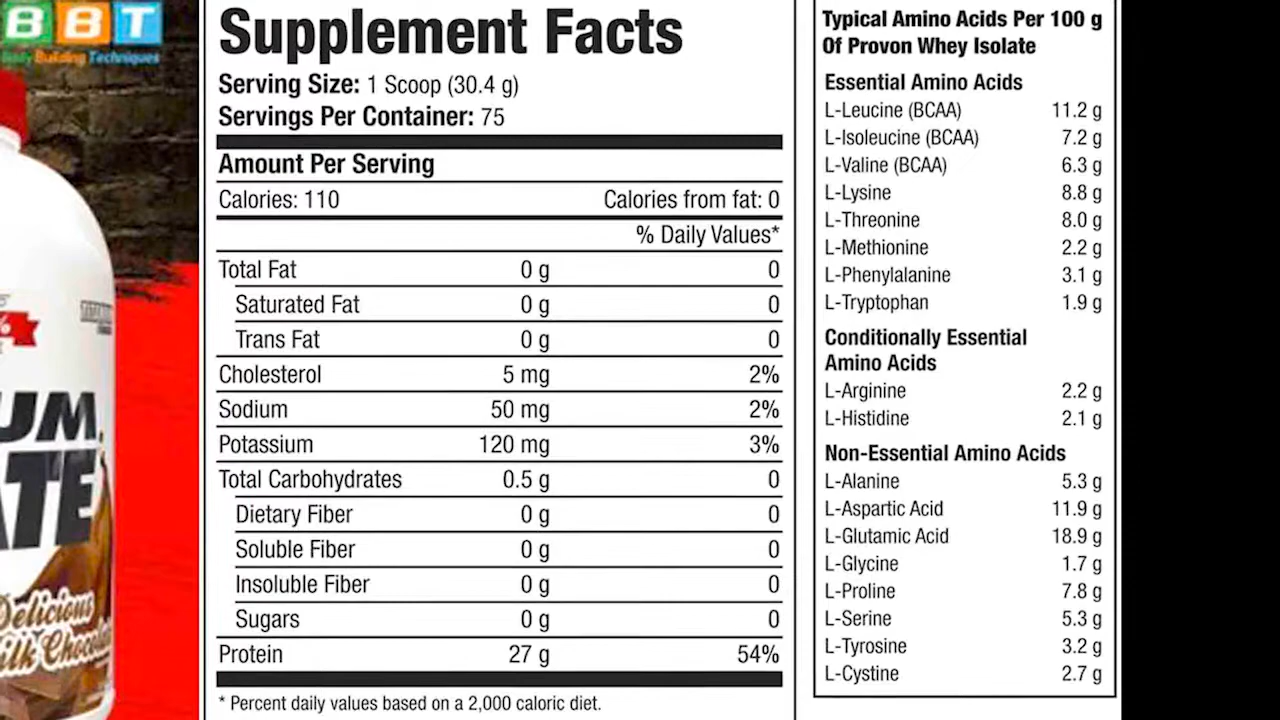 BBT
Body Building Techniques
UM
ATE
Delicious
Milk Chocolate
Supplement Facts
Serving Size: 1 Scoop (30.4 g)
Servings Per Container: 75
Amount Per Serving
Calories: 110 Calories from fat: 0
% Daily Values*
Total Fat 0 g 0
Saturated Fat 0 g 0
Trans Fat 0 g 0
Cholesterol 5 mg 2%
Sodium 50 mg 2%
Potassium 120 mg 3%
Total Carbohydrates 0.5 g 0
Dietary Fiber 0 g 0
Soluble Fiber 0 g 0
Insoluble Fiber 0 g 0
Sugars 0 g 0
Protein 27 g 54%
* Percent daily values based on a 2,000 caloric diet.
Typical Amino Acids Per 100 g
Of Provon Whey Isolate
Essential Amino Acids
L-Leucine (BCAA) 11.2 g
L-Isoleucine (BCAA) 7.2 g
L-Valine (BCAA) 6.3 g
L-Lysine 8.8 g
L-Threonine 8.0 g
L-Methionine 2.2 g
L-Phenylalanine 3.1 g
L-Tryptophan 1.9 g
Conditionally Essential
Amino Acids
L-Arginine 2.2 g
L-Histidine 2.1 g
Non-Essential Amino Acids
L-Alanine 5.3 g
L-Aspartic Acid 11.9 g
L-Glutamic Acid 18.9 g
L-Glycine 1.7 g
L-Proline 7.8 g
L-Serine 5.3 g
L-Tyrosine 3.2 g
L-Cystine 2.7 g